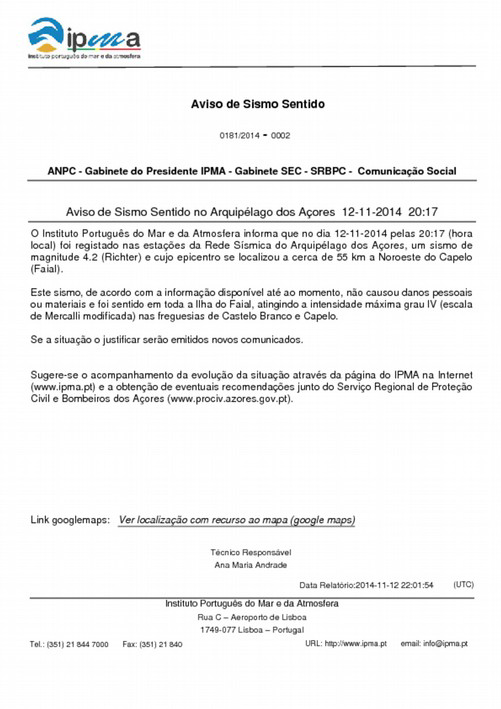 ipma
Instituto português do mar e da atmosfera
Aviso de Sismo Sentido
0181/2014 - 0002
ANPC - Gabinete do Presidente IPMA - Gabinete SEC - SRBPC - Comunicação Social
Aviso de Sismo Sentido no Arquipélago dos Açores 12-11-2014 20:17
O Instituto Português do Mar e da Atmosfera informa que no dia 12-11-2014 pelas 20:17 (hora
local) foi registado nas estações da Rede Sísmica do Arquipélago dos Açores, um sismo de
magnitude 4.2 (Richter) e cujo epicentro se localizou a cerca de 55 km a Noroeste do Capelo
(Faial).
Este sismo, de acordo com a informação disponível até ao momento, não causou danos pessoais
ou materiais e foi sentido em toda a Ilha do Faial, atingindo a intensidade máxima grau IV (escala
de Mercalli modificada) nas freguesias de Castelo Branco e Capelo.
Se a situação o justificar serão emitidos novos comunicados.
Sugere-se o acompanhamento da evolução da situação através da página do IPMA na Internet
(www.ipma.pt) e a obtenção de eventuais recomendações junto do Serviço Regional de Proteção
Civil e Bombeiros dos Açores (www.prociv.azores.gov.pt).
Link googlemaps: Ver localização com recurso ao mapa (google maps)
Técnico Responsável
Ana Maria Andrade
Data Relatório:2014-11-12 22:01:54 (UTC)
Instituto Português do Mar e da Atmosfera
Rua C – Aeroporto de Lisboa
1749-077 Lisboa – Portugal
Tel.: (351) 21 844 7000 Fax: (351) 21 840 URL: http://www.ipma.pt email: info@ipma.pt